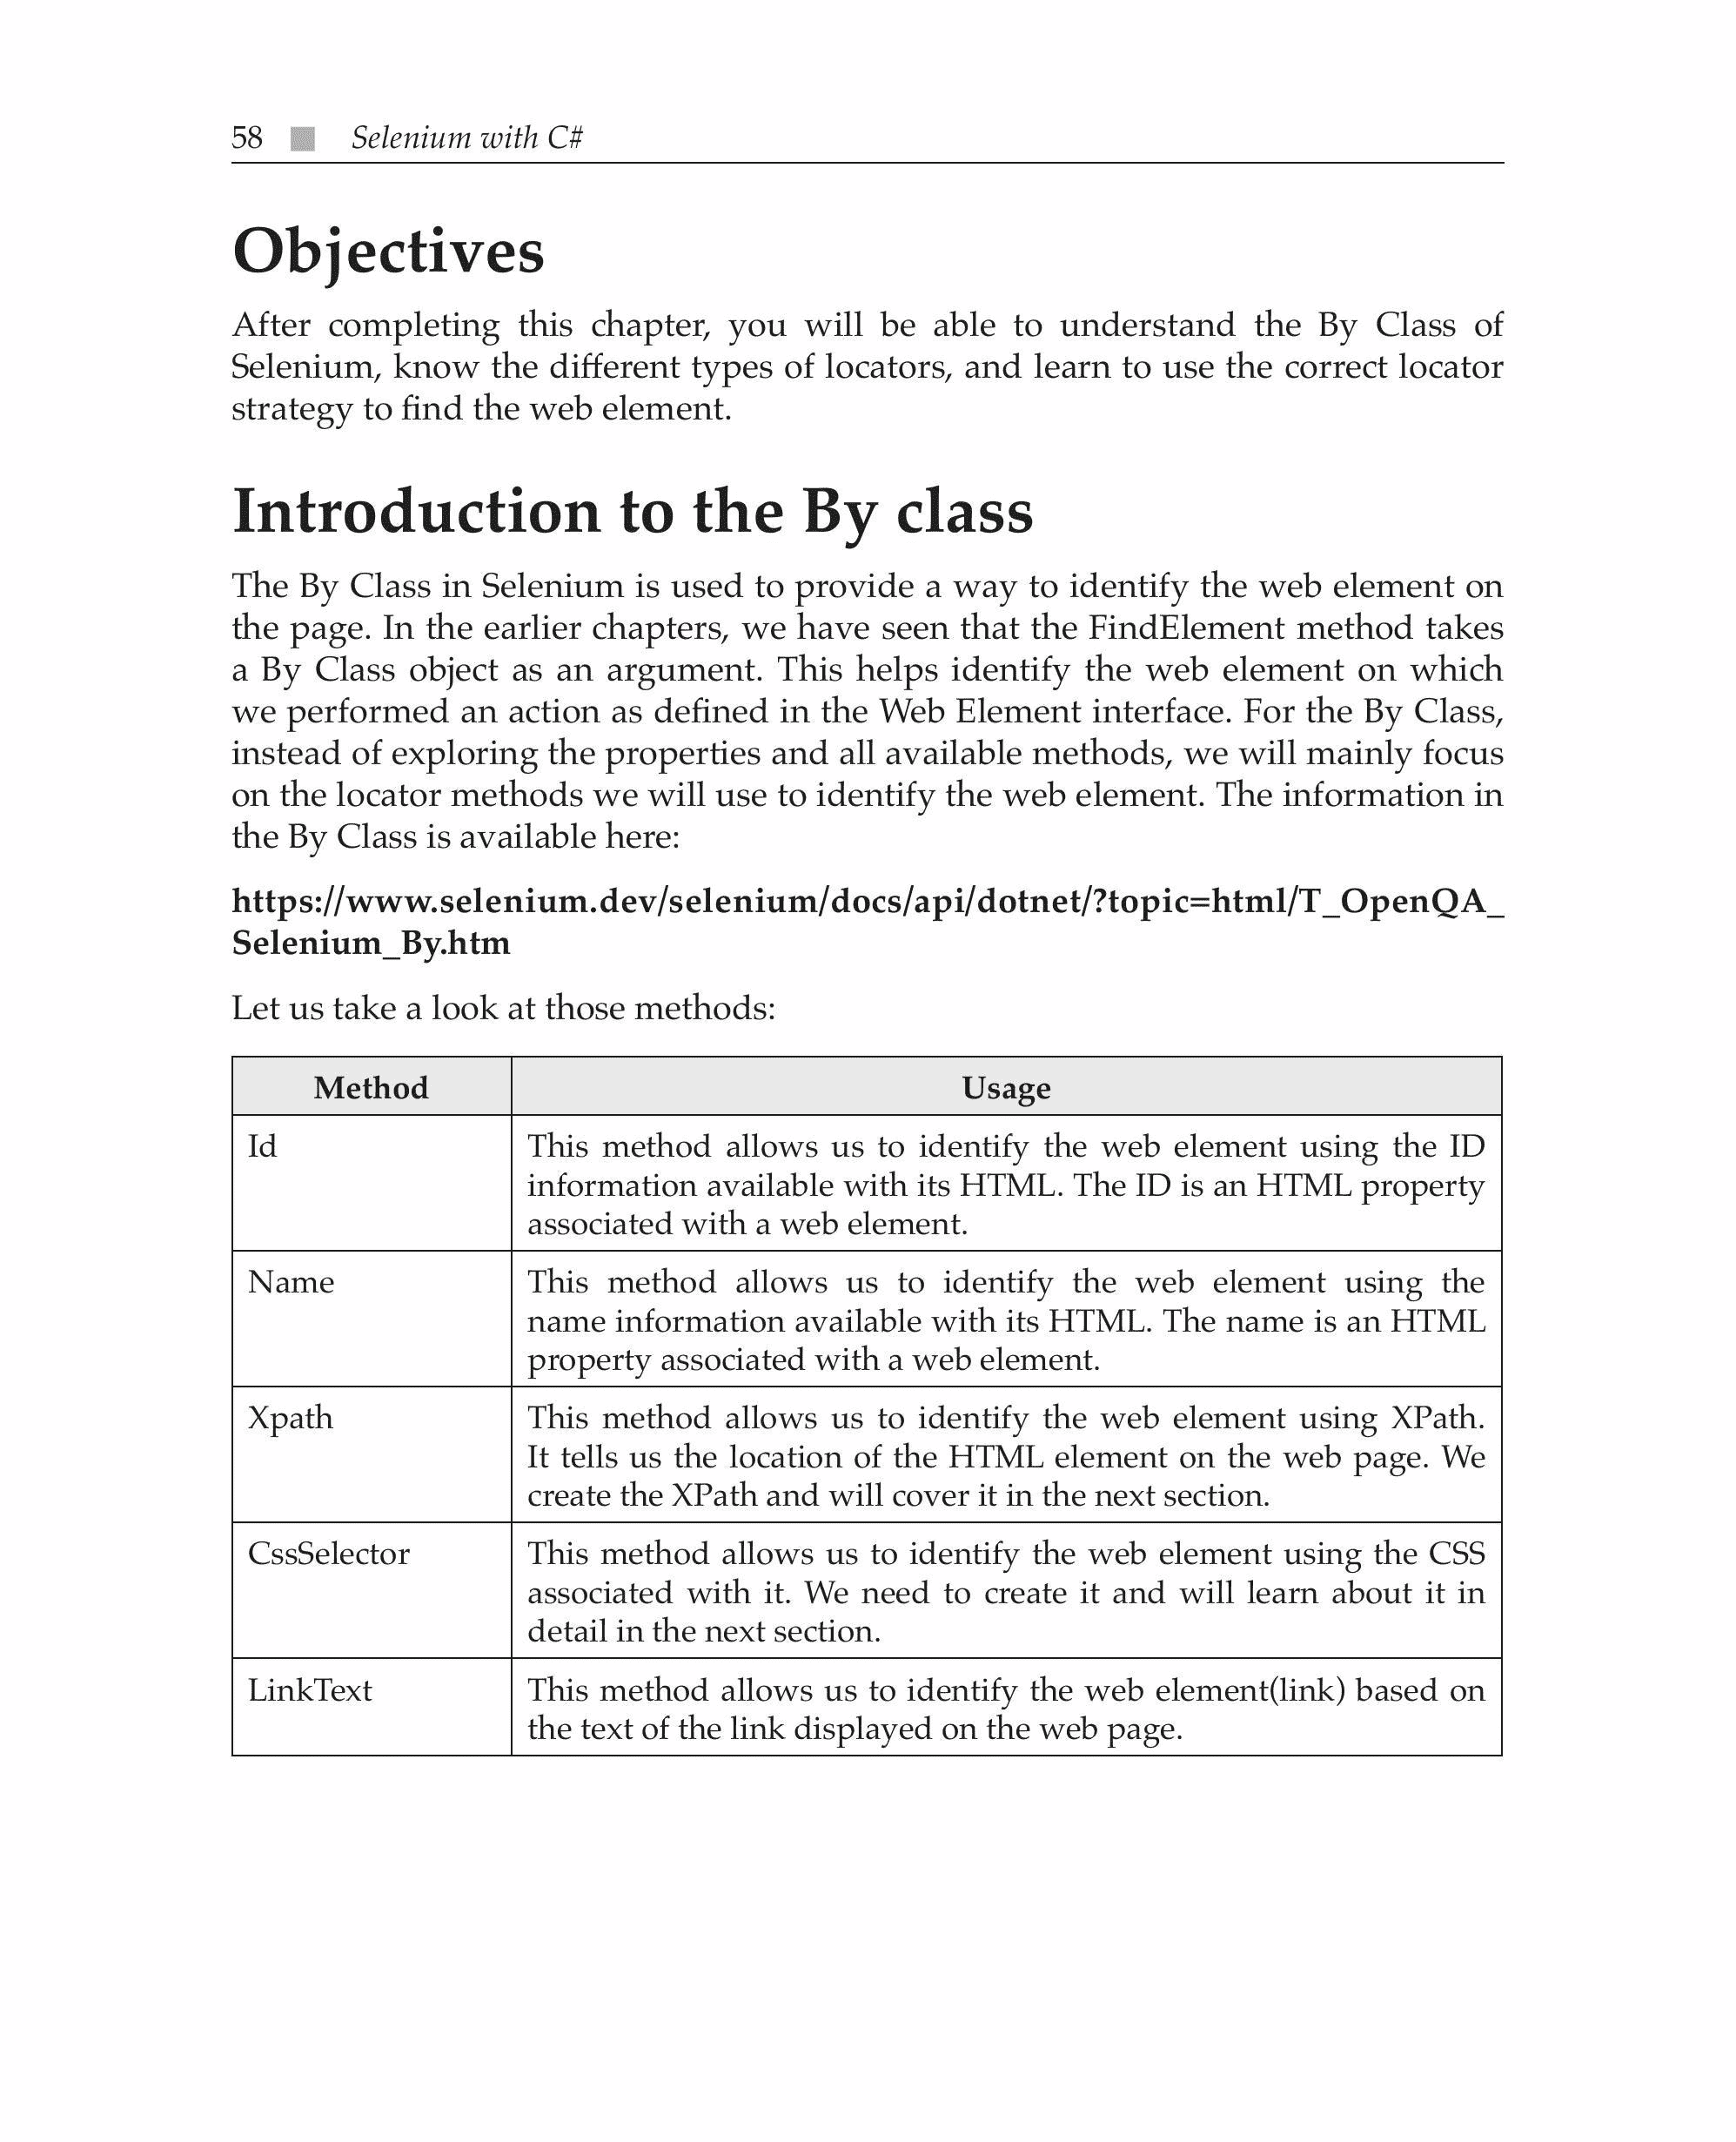 58 Selenium with C#
Objectives
After completing this chapter, you will be able to understand the By Class of
Selenium, know the different types of locators, and learn to use the correct locator
strategy to find the web element.
Introduction to the By class
The By Class in Selenium is used to provide a way to identify the web element on
the page. In the earlier chapters, we have seen that the FindElement method takes
a By Class object as an argument. This helps identify the web element on which
we performed an action as defined in the Web Element interface. For the By Class,
instead of exploring the properties and all available methods, we will mainly focus
on the locator methods we will use to identify the web element. The information in
the By Class is available here:
https://www.selenium.dev/selenium/docs/api/dotnet/?topic=html/T_OpenQA_
Selenium_By.htm
Let us take a look at those methods:
Method Usage
Id This method allows us to identify the web element using the ID
information available with its HTML. The ID is an HTML property
associated with a web element.
Name This method allows us to identify the web element using the
name information available with its HTML. The name is an HTML
property associated with a web element.
Xpath This method allows us to identify the web element using XPath.
It tells us the location of the HTML element on the web page. We
create the XPath and will cover it in the next section.
CssSelector This method allows us to identify the web element using the CSS
associated with it. We need to create it and will learn about it in
detail in the next section.
LinkText This method allows us to identify the web element(link) based on
the text of the link displayed on the web page.